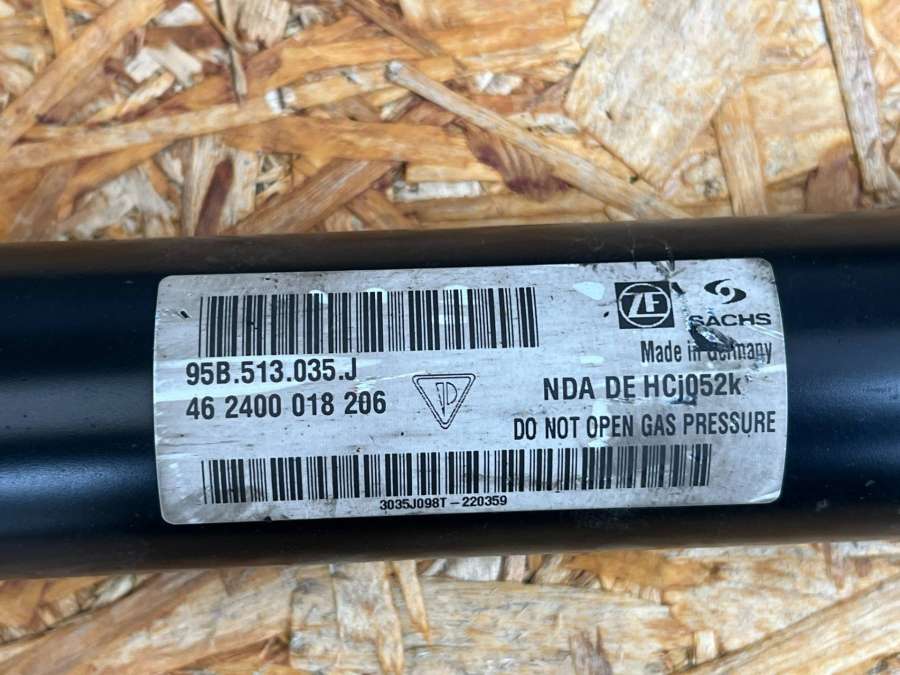 ZF
SACHS
Made in Germany
95B.513.035.J
46 2400 018 206
NDA DE HCj052k
DO NOT OPEN GAS PRESSURE
3035J098T-220359